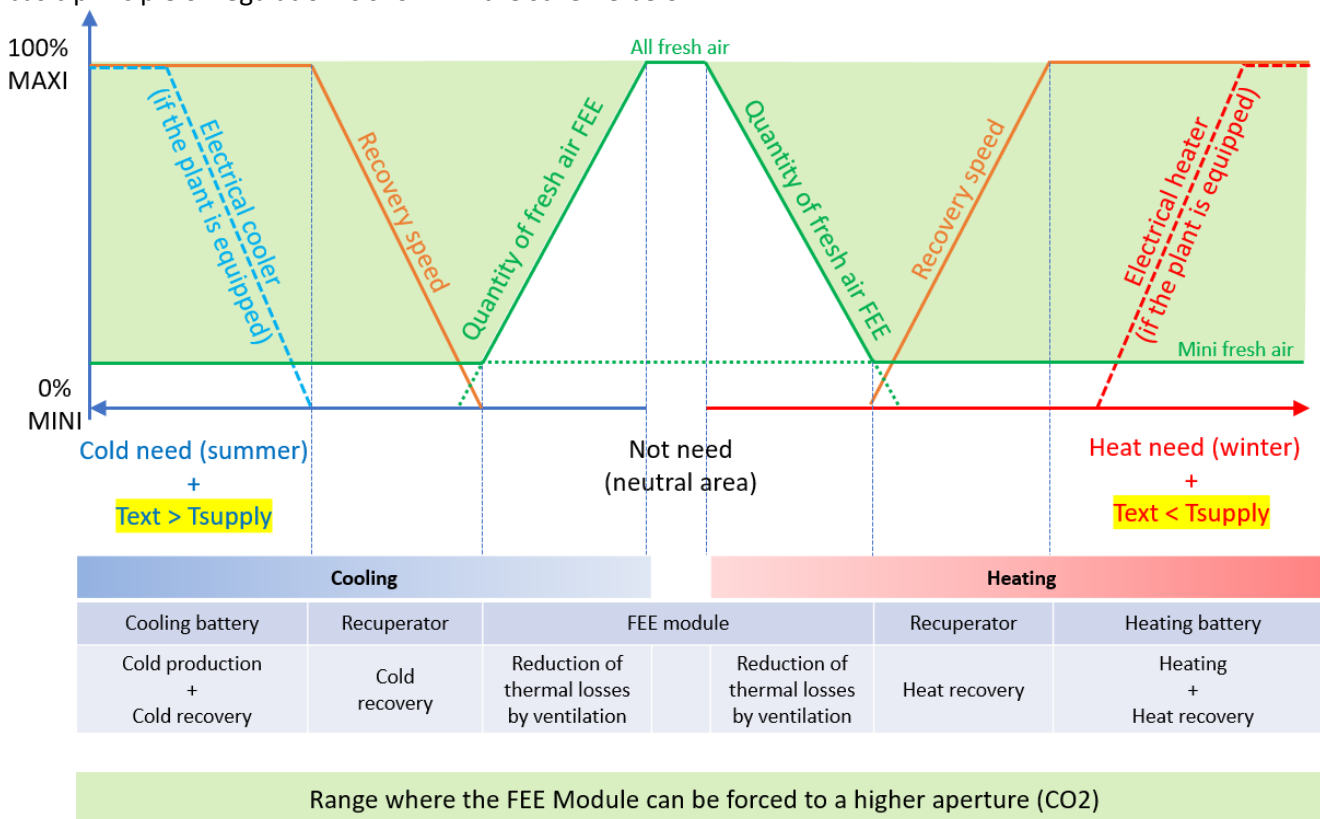 100%
MAXI
All fresh air
Electrical cooler
(if the plant is equipped)
Recovery speed
Quantity of fresh air FEE
Quantity of fresh air FEE
Recovery speed
Electrical heater
(if the plant is equipped)
Mini fresh air
0%
MINI
Cold need (summer)
+
Text > Tsupply
Not need
(neutral area)
Heat need (winter)
+
Text < Tsupply
Cooling
Heating
Cooling battery
Recuperator
FEE module
Recuperator
Heating battery
Cold production
+
Cold recovery
Cold
recovery
Reduction of
thermal losses
by ventilation
Reduction of
thermal losses
by ventilation
Heat recovery
Heating
+
Heat recovery
Range where the FEE Module can be forced to a higher aperture (CO2)